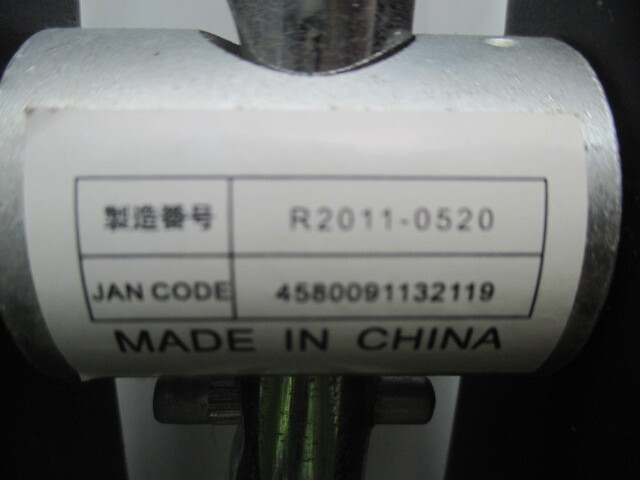 製造番号 R2011-0520
JAN CODE 4580091132119
MADE IN CHINA